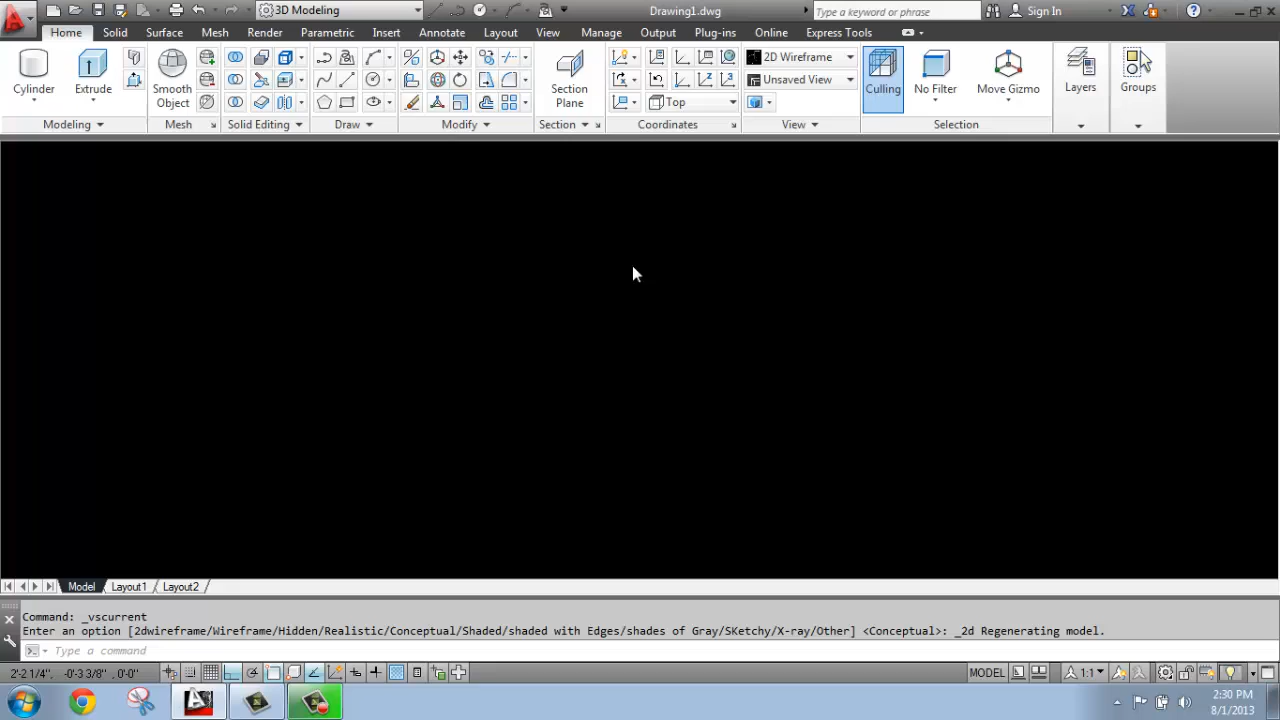 3D Modeling
Drawing1.dwg
Type a keyword or phrase
Sign In
Home Solid Surface Mesh Render Parametric Insert Annotate Layout View Manage Output Plug-ins Online Express Tools
Cylinder
Extrude
Smooth
Object
Section
Plane
2D Wireframe
Unsaved View
Top
Culling
No Filter
Move Gizmo
Layers
Groups
Modeling
Mesh
Solid Editing
Draw
Modify
Section
Coordinates
View
Selection
Model Layout1 Layout2
Command: _vscurrent
Enter an option [2dwireframe/Wireframe/Hidden/Realistic/Conceptual/Shaded/shaded with Edges/shades of Gray/SKetchy/X-ray/Other] <Conceptual>: _2d Regenerating model.
Type a command
2'-2 1/4", -0'-3 3/8", 0'-0"
MODEL
1:1
2:30 PM
8/1/2013